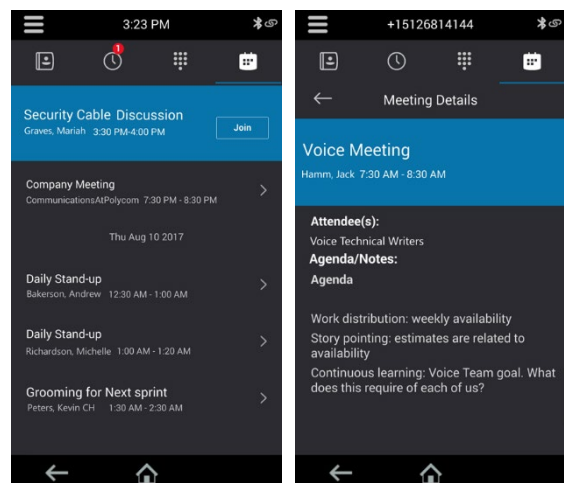 3:23 PM
1
Security Cable Discussion
Graves, Mariah 3:30 PM-4:00 PM
Join
Company Meeting
CommunicationsAtPolycom 7:30 PM - 8:30 PM
Thu Aug 10 2017
Daily Stand-up
Bakerson, Andrew 12:30 AM - 1:00 AM
Daily Stand-up
Richardson, Michelle 1:00 AM - 1:20 AM
Grooming for Next sprint
Peters, Kevin CH 1:30 AM - 2:30 AM
+15126814144
Meeting Details
Voice Meeting
Hamm, Jack 7:30 AM - 8:30 AM
Attendee(s):
Voice Technical Writers
Agenda/Notes:
Agenda
Work distribution: weekly availability
Story pointing: estimates are related to
availability
Continuous learning: Voice Team goal. What
does this require of each of us?